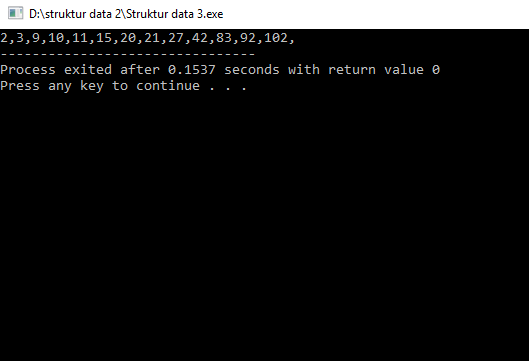 D:\struktur data 2\Struktur data 3.exe
2,3,9,10,11,15,20,21,27,42,83,92,102,
--------------------------------
Process exited after 0.1537 seconds with return value 0
Press any key to continue . . .